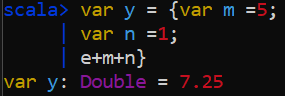 scala> var y = {var m =5;
| var n =1;
| e+m+n}
var y: Double = 7.25